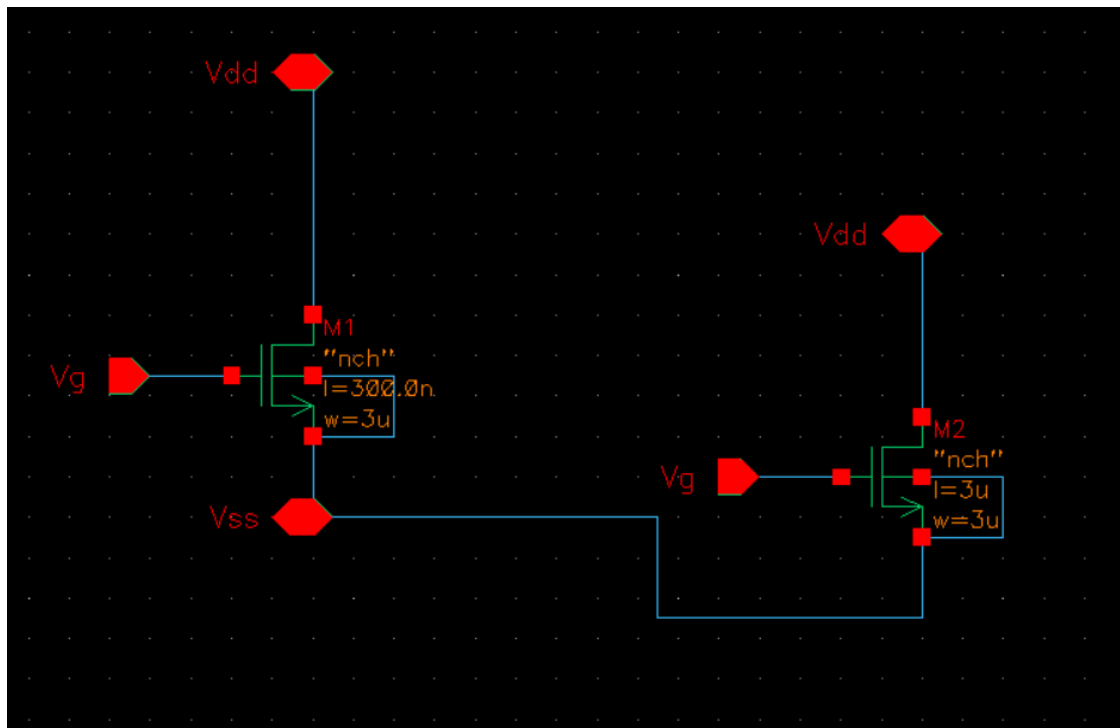 Vdd
Vdd
M1
"nch"
l=300.0n
w=3u
Vg
M2
"nch"
l=3u
w=3u
Vg
Vss